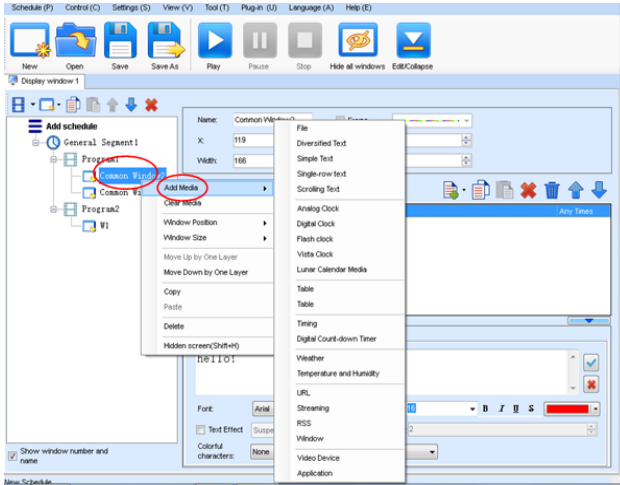 Schedule (P) Control (C) Settings (S) View (V) Tool (T) Plug-in (U) Language (A) Help (E)
New Open Save Save As Play Pause Stop Hide all windows Edit/Collapse
Display window 1
Add schedule
General Segment1
Program1
Common Window2
Common Wi
Program2
W1
Show window number and
name
New Schedule
Name: Common Window2
X: 119
Width: 166
Any Times
Add Media
Clear Media
Window Position
Window Size
Move Up by One Layer
Move Down by One Layer
Copy
Paste
Delete
Hidden screen(Shift+H)
File
Diversified Text
Simple Text
Single-row text
Scrolling Text
Analog Clock
Digital Clock
Flash clock
Vista Clock
Lunar Calendar Media
Table
Table
Timing
Digital Count-down Timer
Weather
Temperature and Humidity
URL
Streaming
RSS
Window
Video Device
Application
hello!
Font: Arial 16 B I U S
Text Effect Suspe 2
Colorful
characters: None